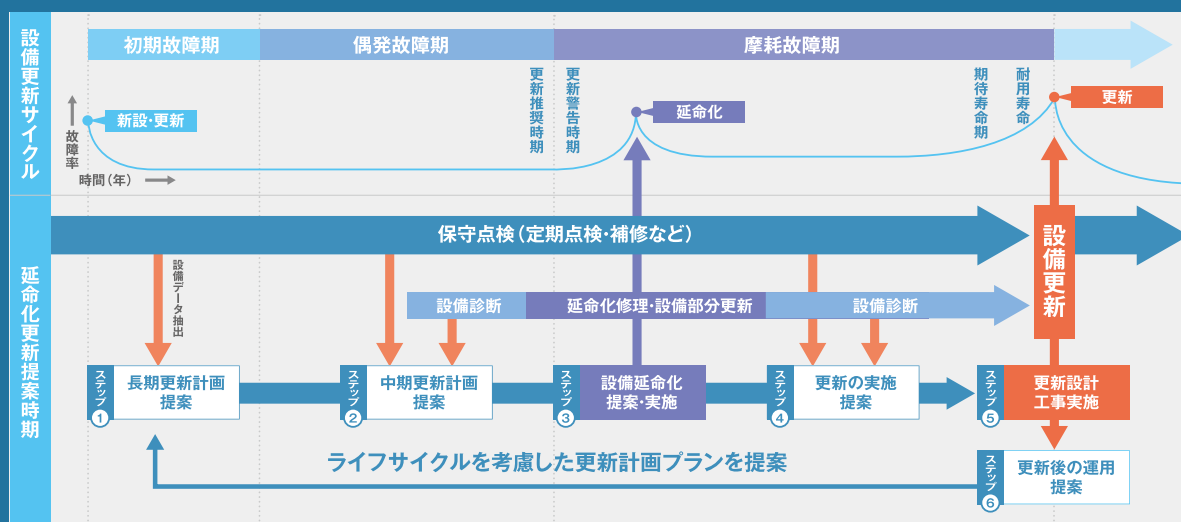 設備更新サイクル
初期故障期
偶発故障期
摩耗故障期
更新推奨時期
更新警告時期
期待寿命期
耐用寿命
故障率
新設・更新
延命化
更新
時間（年）
延命化更新提案時期
保守点検（定期点検・補修など）
設備データ抽出
設備診断
延命化修理・設備部分更新
設備診断
設備更新
ステップ1
長期更新計画
提案
ステップ2
中期更新計画
提案
ステップ3
設備延命化
提案・実施
ステップ4
更新の実施
提案
ステップ5
更新設計
工事実施
ライフサイクルを考慮した更新計画プランを提案
ステップ6
更新後の運用
提案